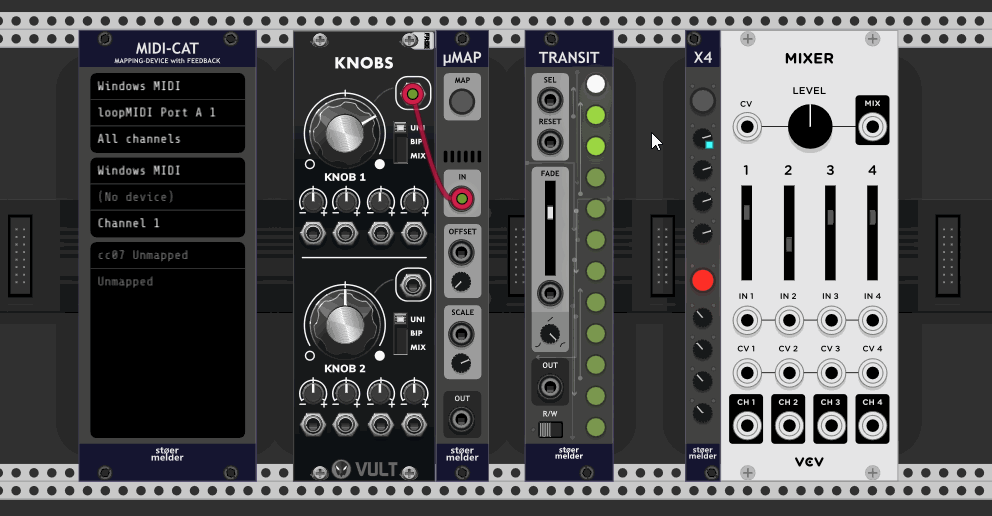 MIDI-CAT
MAPPING-DEVICE with FEEDBACK
Windows MIDI
loopMIDI Port A 1
All channels
Windows MIDI
(No device)
Channel 1
cc07 Unmapped
Unmapped
støer
melder
KNOBS
UNI
BIP
MIX
KNOB 1
- +
- +
- +
- +
UNI
BIP
MIX
KNOB 2
- +
- +
- +
- +
VULT
µMAP
MAP
IN
OFFSET
SCALE
OUT
støer
melder
TRANSIT
SEL
RESET
FADE
OUT
R/W
støer
melder
X4
støer
melder
MIXER
LEVEL
CV
MIX
1 2 3 4
IN 1 IN 2 IN 3 IN 4
CV 1 CV 2 CV 3 CV 4
CH 1 CH 2 CH 3 CH 4
VCV